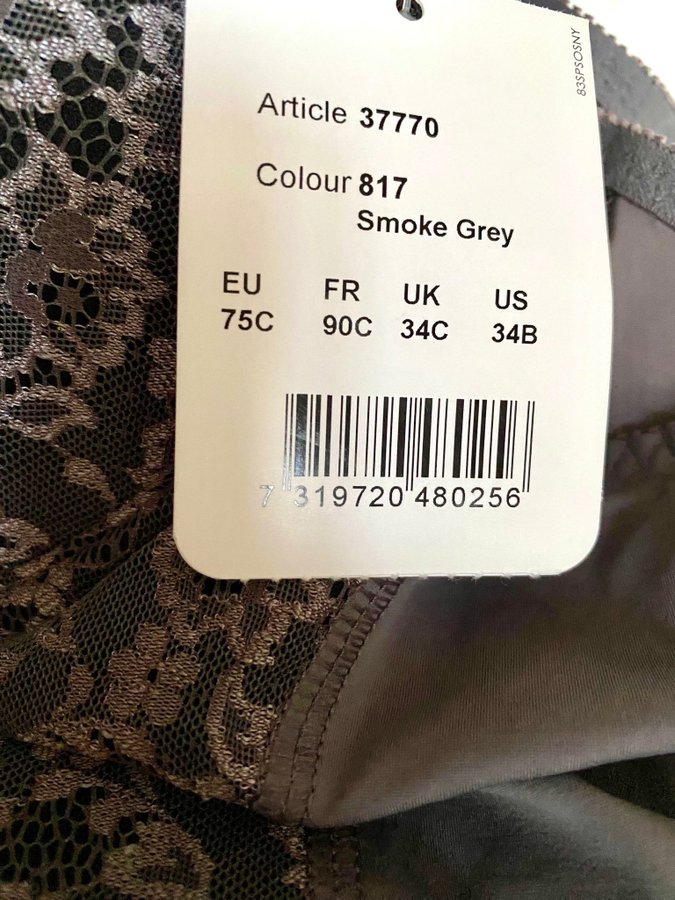 83SPSOSNY
Article 37770
Colour 817
Smoke Grey
EU FR UK US
75C 90C 34C 34B
7 319720 480256